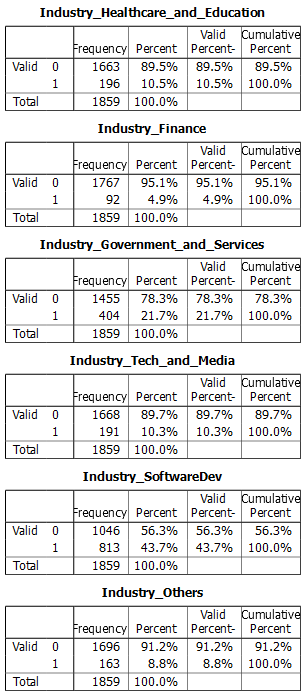 Industry_Healthcare_and_Education
Frequency Percent Valid Percent- Cumulative Percent
Valid 0 1663 89.5% 89.5% 89.5%
1 196 10.5% 10.5% 100.0%
Total 1859 100.0%
Industry_Finance
Frequency Percent Valid Percent- Cumulative Percent
Valid 0 1767 95.1% 95.1% 95.1%
1 92 4.9% 4.9% 100.0%
Total 1859 100.0%
Industry_Government_and_Services
Frequency Percent Valid Percent- Cumulative Percent
Valid 0 1455 78.3% 78.3% 78.3%
1 404 21.7% 21.7% 100.0%
Total 1859 100.0%
Industry_Tech_and_Media
Frequency Percent Valid Percent- Cumulative Percent
Valid 0 1668 89.7% 89.7% 89.7%
1 191 10.3% 10.3% 100.0%
Total 1859 100.0%
Industry_SoftwareDev
Frequency Percent Valid Percent- Cumulative Percent
Valid 0 1046 56.3% 56.3% 56.3%
1 813 43.7% 43.7% 100.0%
Total 1859 100.0%
Industry_Others
Frequency Percent Valid Percent- Cumulative Percent
Valid 0 1696 91.2% 91.2% 91.2%
1 163 8.8% 8.8% 100.0%
Total 1859 100.0%